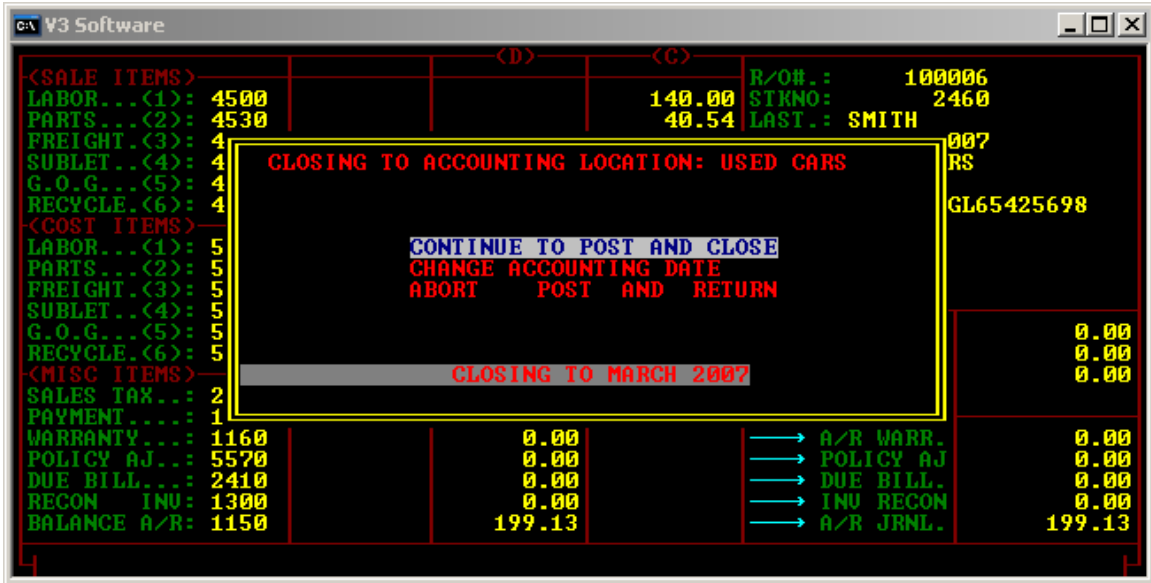 V3 Software
(D) (C)
(SALE ITEMS) R/O#.: 100006
LABOR...(1): 4500 140.00 STKNO: 2460
PARTS...(2): 4530 40.54 LAST.: SMITH
FREIGHT.(3): 4 007
SUBLET..(4): 4 CLOSING TO ACCOUNTING LOCATION: USED CARS RS
G.O.G...(5): 4
RECYCLE.(6): 4 GL65425698
(COST ITEMS)
LABOR...(1): 5 CONTINUE TO POST AND CLOSE
PARTS...(2): 5 CHANGE ACCOUNTING DATE
FREIGHT.(3): 5 ABORT POST AND RETURN
SUBLET..(4): 5
G.O.G...(5): 5 0.00
RECYCLE.(6): 5 0.00
(MISC ITEMS) CLOSING TO MARCH 2007 0.00
SALES TAX..: 2
PAYMENT....: 1
WARRANTY...: 1160 0.00 → A/R WARR. 0.00
POLICY AJ..: 5570 0.00 → POLICY AJ 0.00
DUE BILL...: 2410 0.00 → DUE BILL. 0.00
RECON INV: 1300 0.00 → INV RECON 0.00
BALANCE A/R: 1150 199.13 → A/R JRNL. 199.13